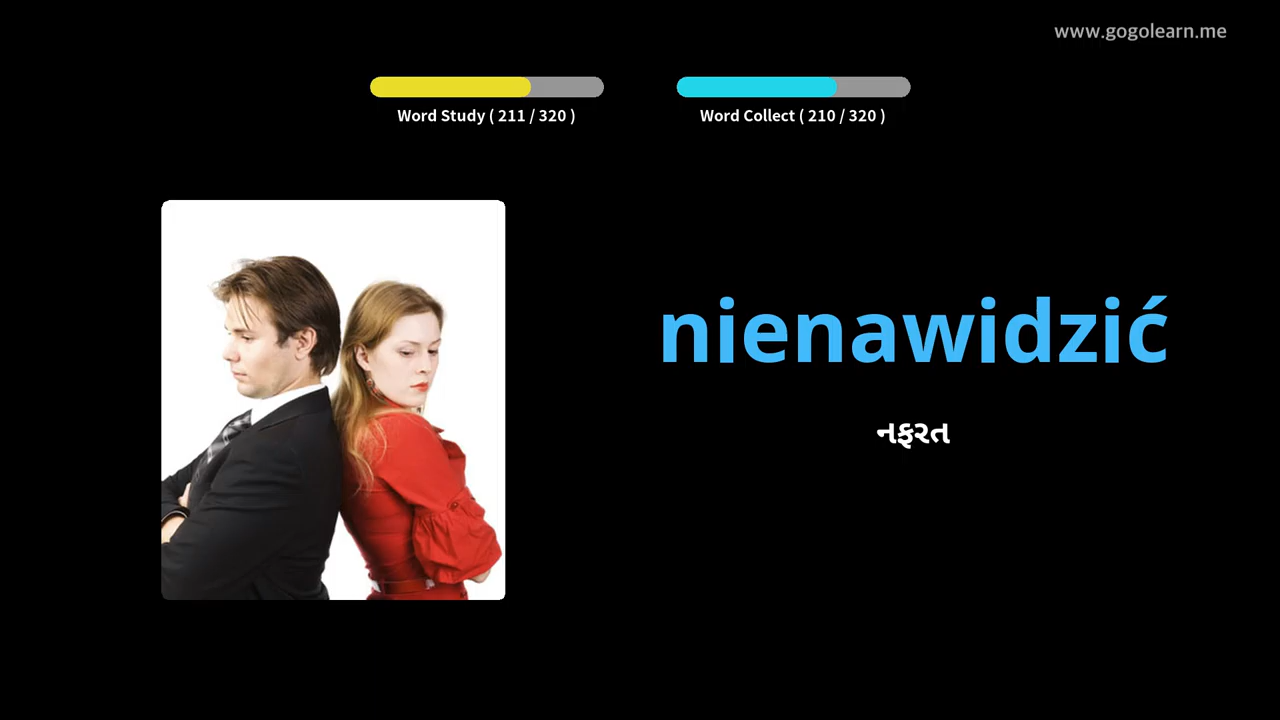 www.gogolearn.me
Word Study ( 211 / 320 )
Word Collect ( 210 / 320 )
nienawidzić
નફરત